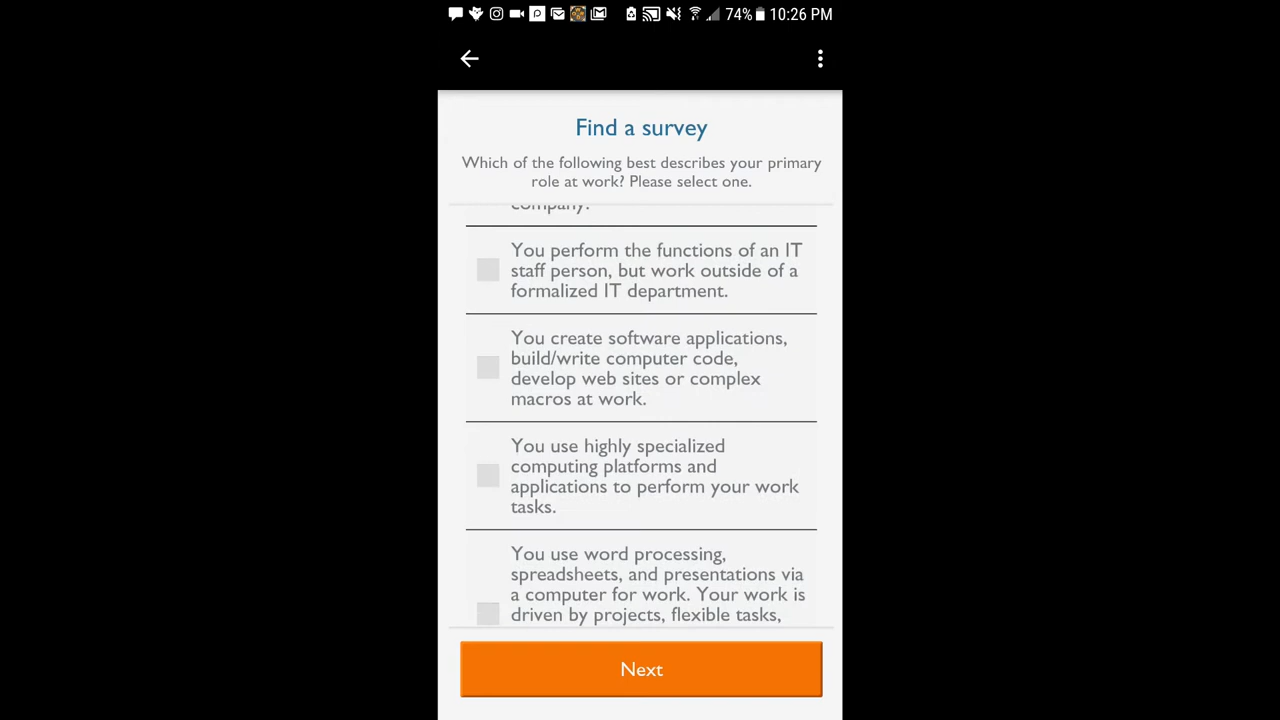 74% 10:26 PM
Find a survey
Which of the following best describes your primary
role at work? Please select one.
company.
You perform the functions of an IT
staff person, but work outside of a
formalized IT department.
You create software applications,
build/write computer code,
develop web sites or complex
macros at work.
You use highly specialized
computing platforms and
applications to perform your work
tasks.
You use word processing,
spreadsheets, and presentations via
a computer for work. Your work is
driven by projects, flexible tasks,
Next